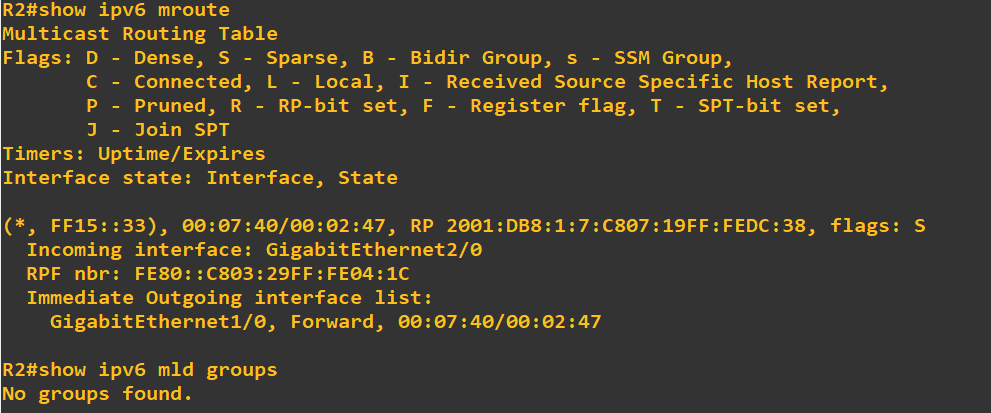 R2#show ipv6 mroute
Multicast Routing Table
Flags: D - Dense, S - Sparse, B - Bidir Group, s - SSM Group,
       C - Connected, L - Local, I - Received Source Specific Host Report,
       P - Pruned, R - RP-bit set, F - Register flag, T - SPT-bit set,
       J - Join SPT
Timers: Uptime/Expires
Interface state: Interface, State

(*, FF15::33), 00:07:40/00:02:47, RP 2001:DB8:1:7:C807:19FF:FEDC:38, flags: S
  Incoming interface: GigabitEthernet2/0
  RPF nbr: FE80::C803:29FF:FE04:1C
  Immediate Outgoing interface list:
    GigabitEthernet1/0, Forward, 00:07:40/00:02:47

R2#show ipv6 mld groups
No groups found.